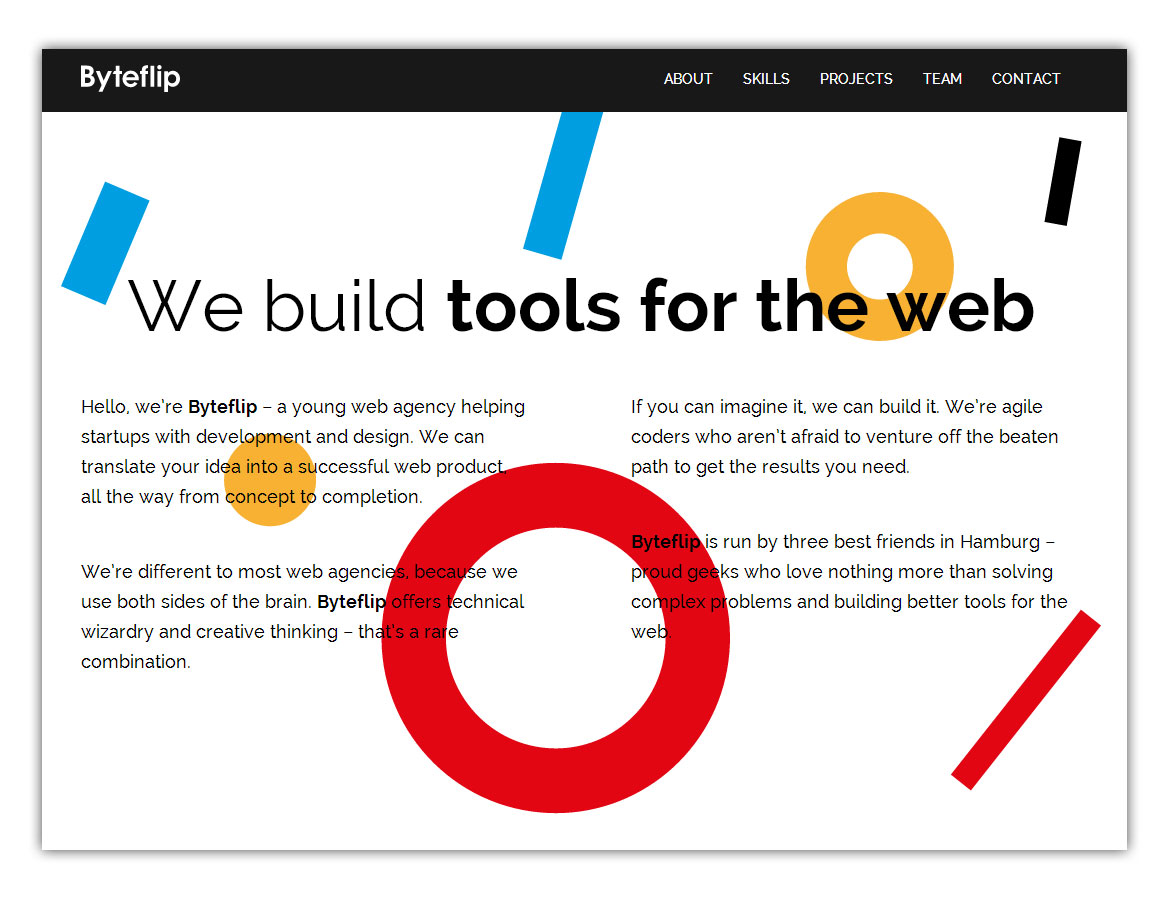 Byteflip
ABOUT SKILLS PROJECTS TEAM CONTACT
We build tools for the web
Hello, we're Byteflip – a young web agency helping
startups with development and design. We can
translate your idea into a successful web product,
all the way from concept to completion.
We're different to most web agencies, because we
use both sides of the brain. Byteflip offers technical
wizardry and creative thinking – that's a rare
combination.
If you can imagine it, we can build it. We're agile
coders who aren't afraid to venture off the beaten
path to get the results you need.
Byteflip is run by three best friends in Hamburg –
proud geeks who love nothing more than solving
complex problems and building better tools for the
web.